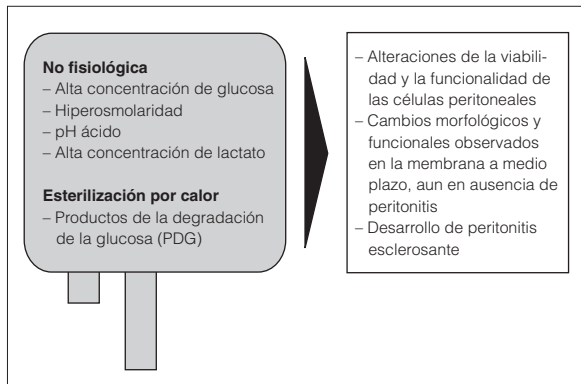 No fisiológica
– Alta concentración de glucosa
– Hiperosmolaridad
– pH ácido
– Alta concentración de lactato
Esterilización por calor
– Productos de la degradación
de la glucosa (PDG)
– Alteraciones de la viabili-
dad y la funcionalidad de
las células peritoneales
– Cambios morfológicos y
funcionales observados
en la membrana a medio
plazo, aun en ausencia de
peritonitis
– Desarrollo de peritonitis
esclerosante